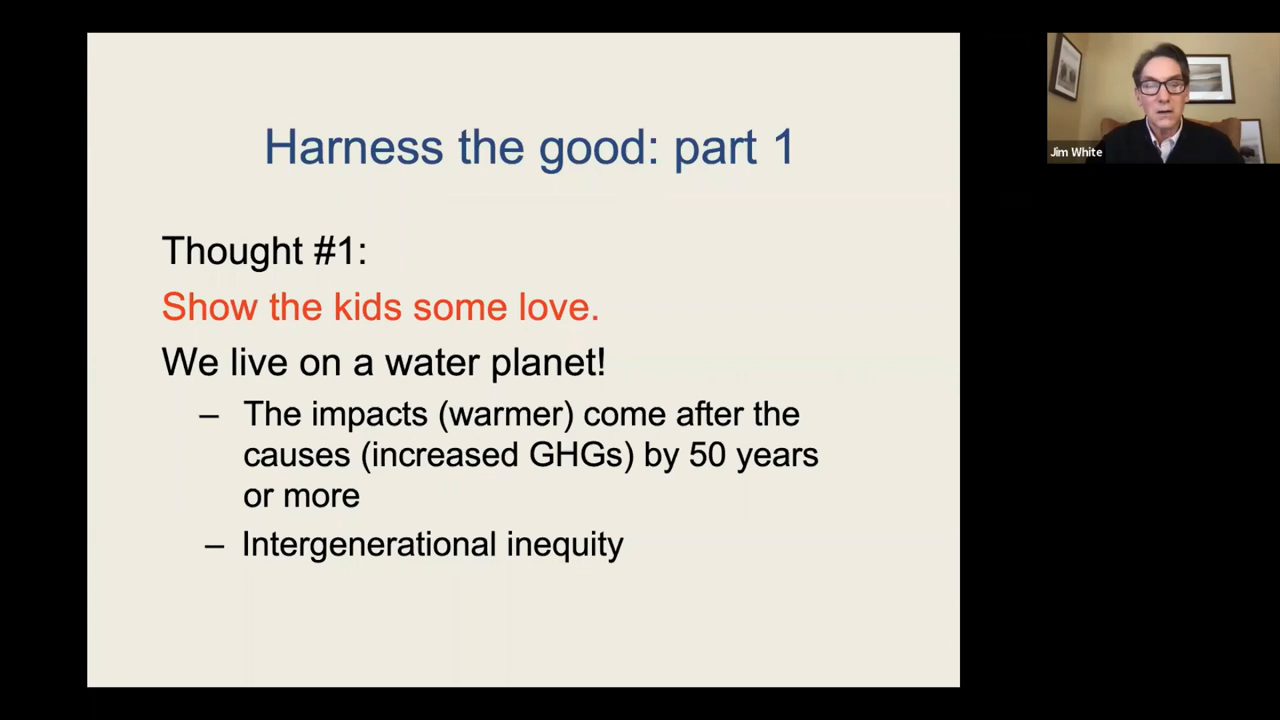 Harness the good: part 1
Thought #1:
Show the kids some love.
We live on a water planet!
– The impacts (warmer) come after the
causes (increased GHGs) by 50 years
or more
– Intergenerational inequity
Jim White